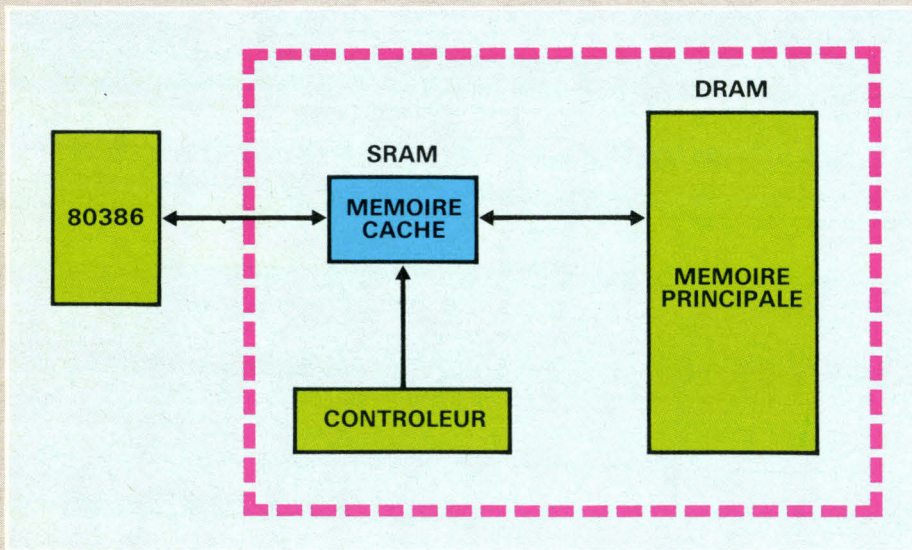 DRAM
SRAM
80386
MEMOIRE
CACHE
MEMOIRE
PRINCIPALE
CONTROLEUR